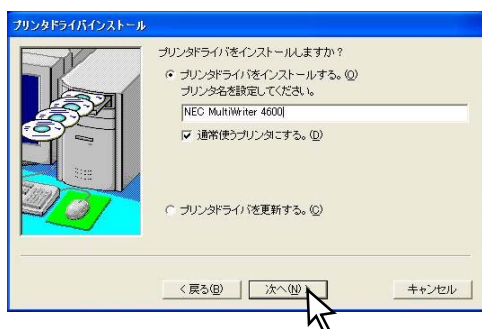 プリンタドライバインストール
プリンタドライバをインストールしますか？
プリンタドライバをインストールする。(O)
プリンタ名を設定してください。
NEC MultiWriter 4600
通常使うプリンタにする。(D)
プリンタドライバを更新する。(C)
< 戻る(B) 次へ(N) > キャンセル